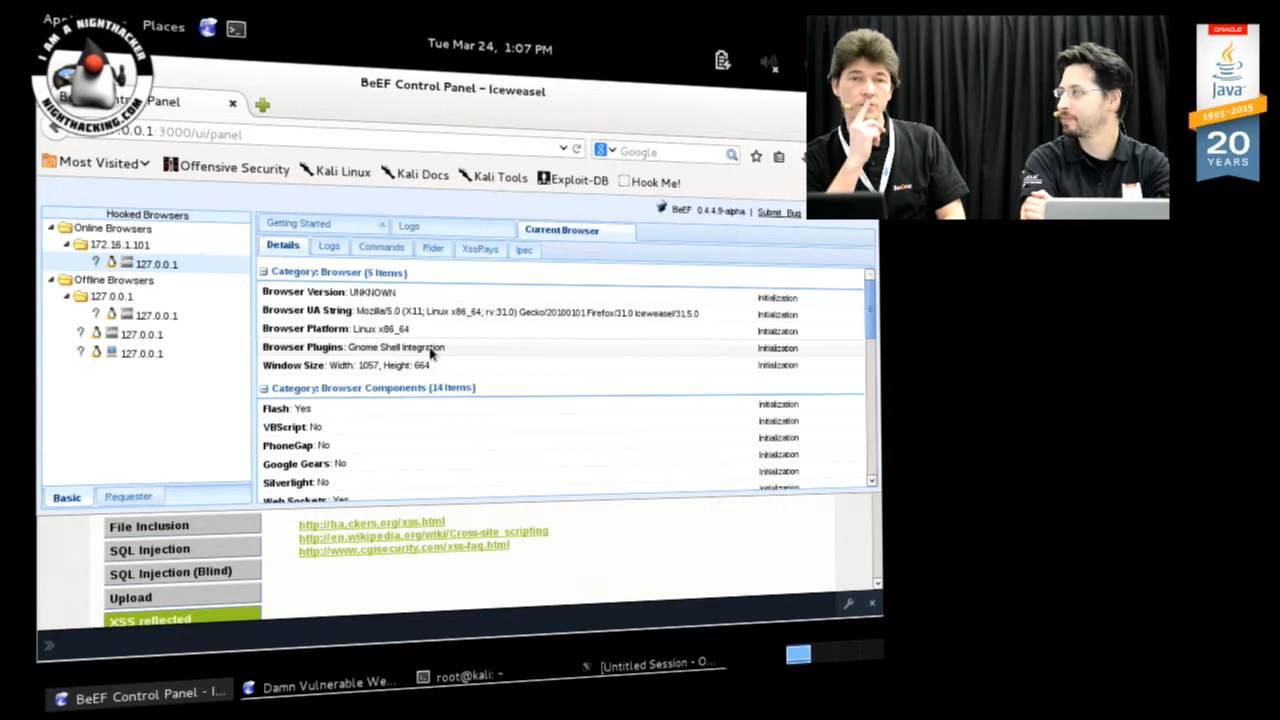 Places
Tue Mar 24, 1:07 PM
I AM A NIGHTHACKER
NIGHTHACKING.COM
BeEF Control Panel - Iceweasel
Panel
.0.0.1:3000/ui/panel
Google
Most Visited
Offensive Security
Kali Linux
Kali Docs
Kali Tools
Exploit-DB
Hook Me!
BeEF 0.4.4.9-alpha | Submit Bug
Hooked Browsers
Online Browsers
172.16.1.101
? 127.0.0.1
Offline Browsers
127.0.0.1
? 127.0.0.1
? 127.0.0.1
? 127.0.0.1
Basic
Requester
Getting Started
Logs
Current Browser
Details
Logs
Commands
Rider
XssRays
Ipec
Category: Browser (5 Items)
Browser Version: UNKNOWN Initialization
Browser UA String: Mozilla/5.0 (X11; Linux x86_64; rv:31.0) Gecko/20100101 Firefox/31.0 Iceweasel/31.5.0 Initialization
Browser Platform: Linux x86_64 Initialization
Browser Plugins: Gnome Shell Integration Initialization
Window Size: Width: 1057, Height: 664 Initialization
Category: Browser Components (14 Items)
Flash: Yes Initialization
VBScript: No Initialization
PhoneGap: No Initialization
Google Gears: No Initialization
Silverlight: No Initialization
Web Sockets: Yes Initialization
File Inclusion
SQL Injection
SQL Injection (Blind)
Upload
XSS reflected
http://ha.ckers.org/xss.html
http://en.wikipedia.org/wiki/Cross-site_scripting
http://www.cgisecurity.com/xss-faq.html
BeEF Control Panel - I...
Damn Vulnerable We...
root@kali: ~
[Untitled Session - O...
ORACLE
Java
1995-2015
20
YEARS